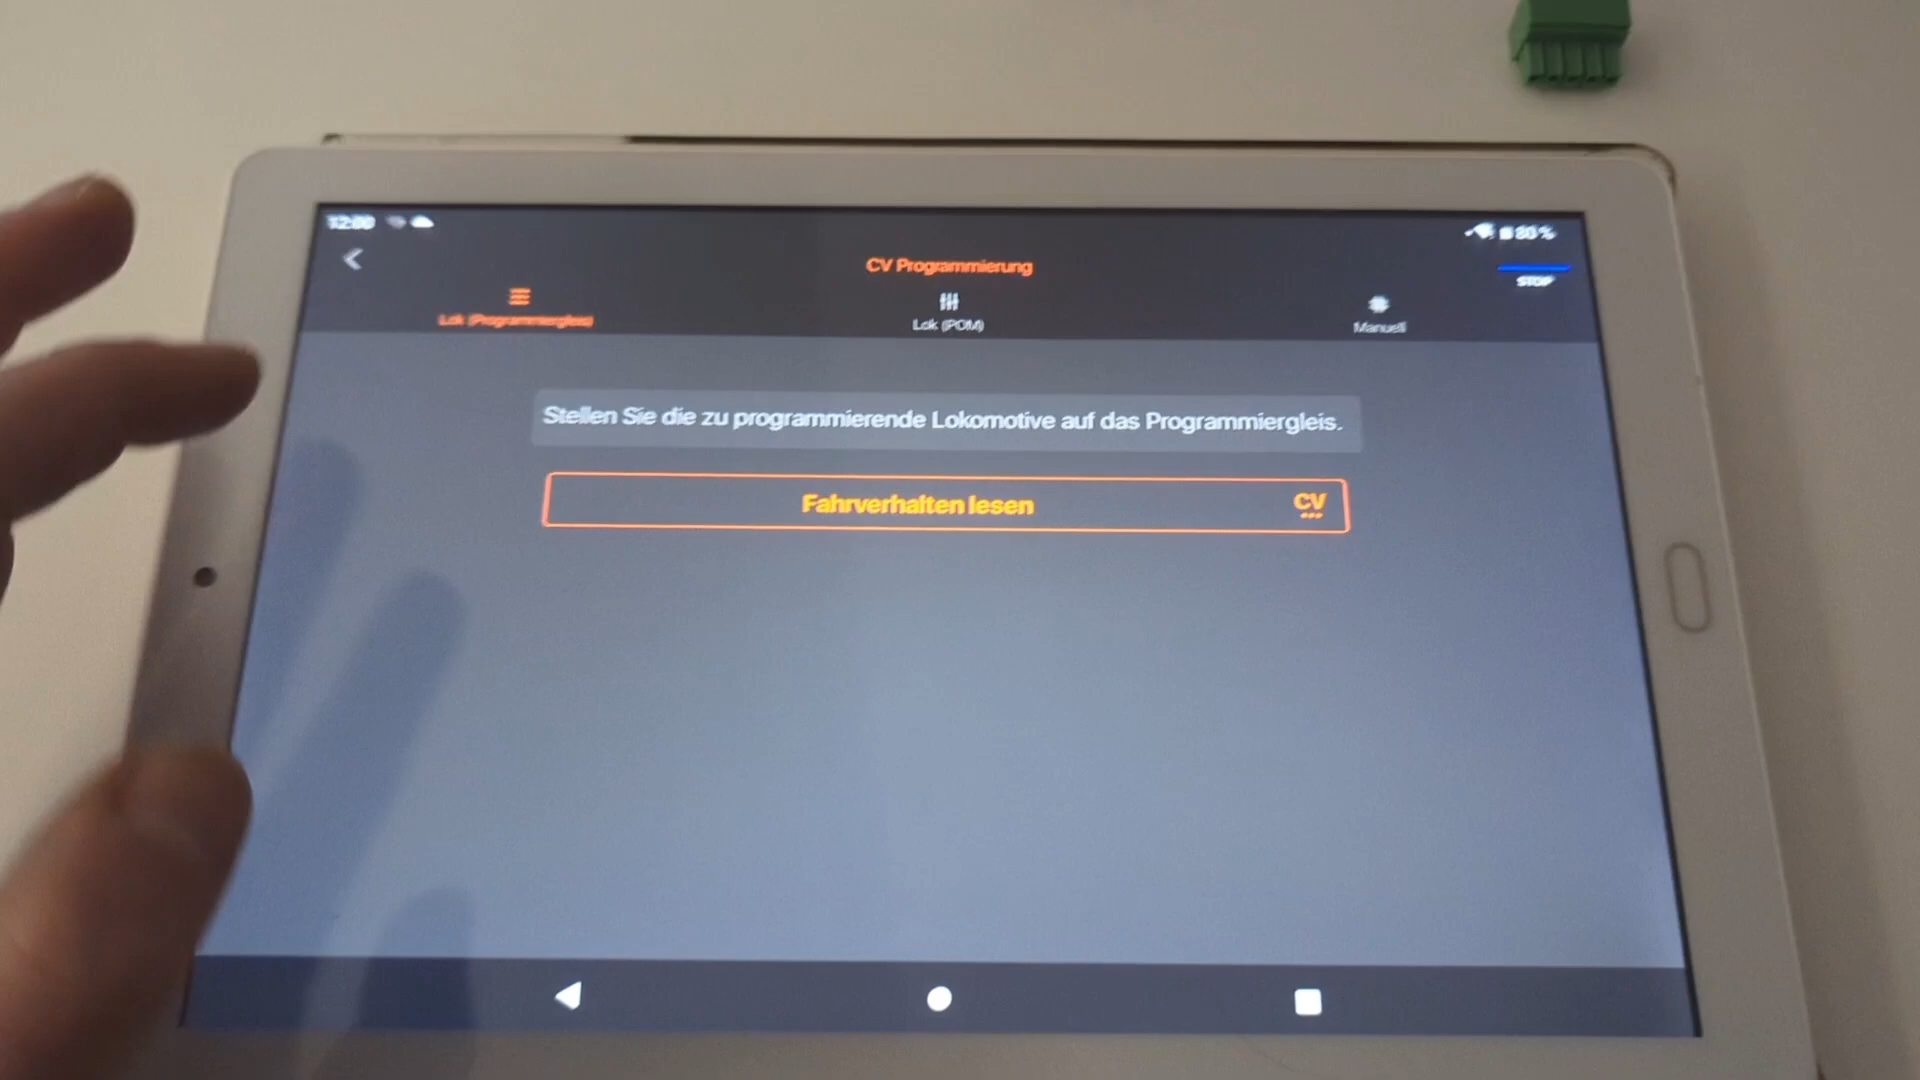 12:00
80 %
CV Programmierung
STOP
Lok (Programmiergleis)
Lok (POM)
Manuell
Stellen Sie die zu programmierende Lokomotive auf das Programmiergleis.
Fahrverhalten lesen
CV